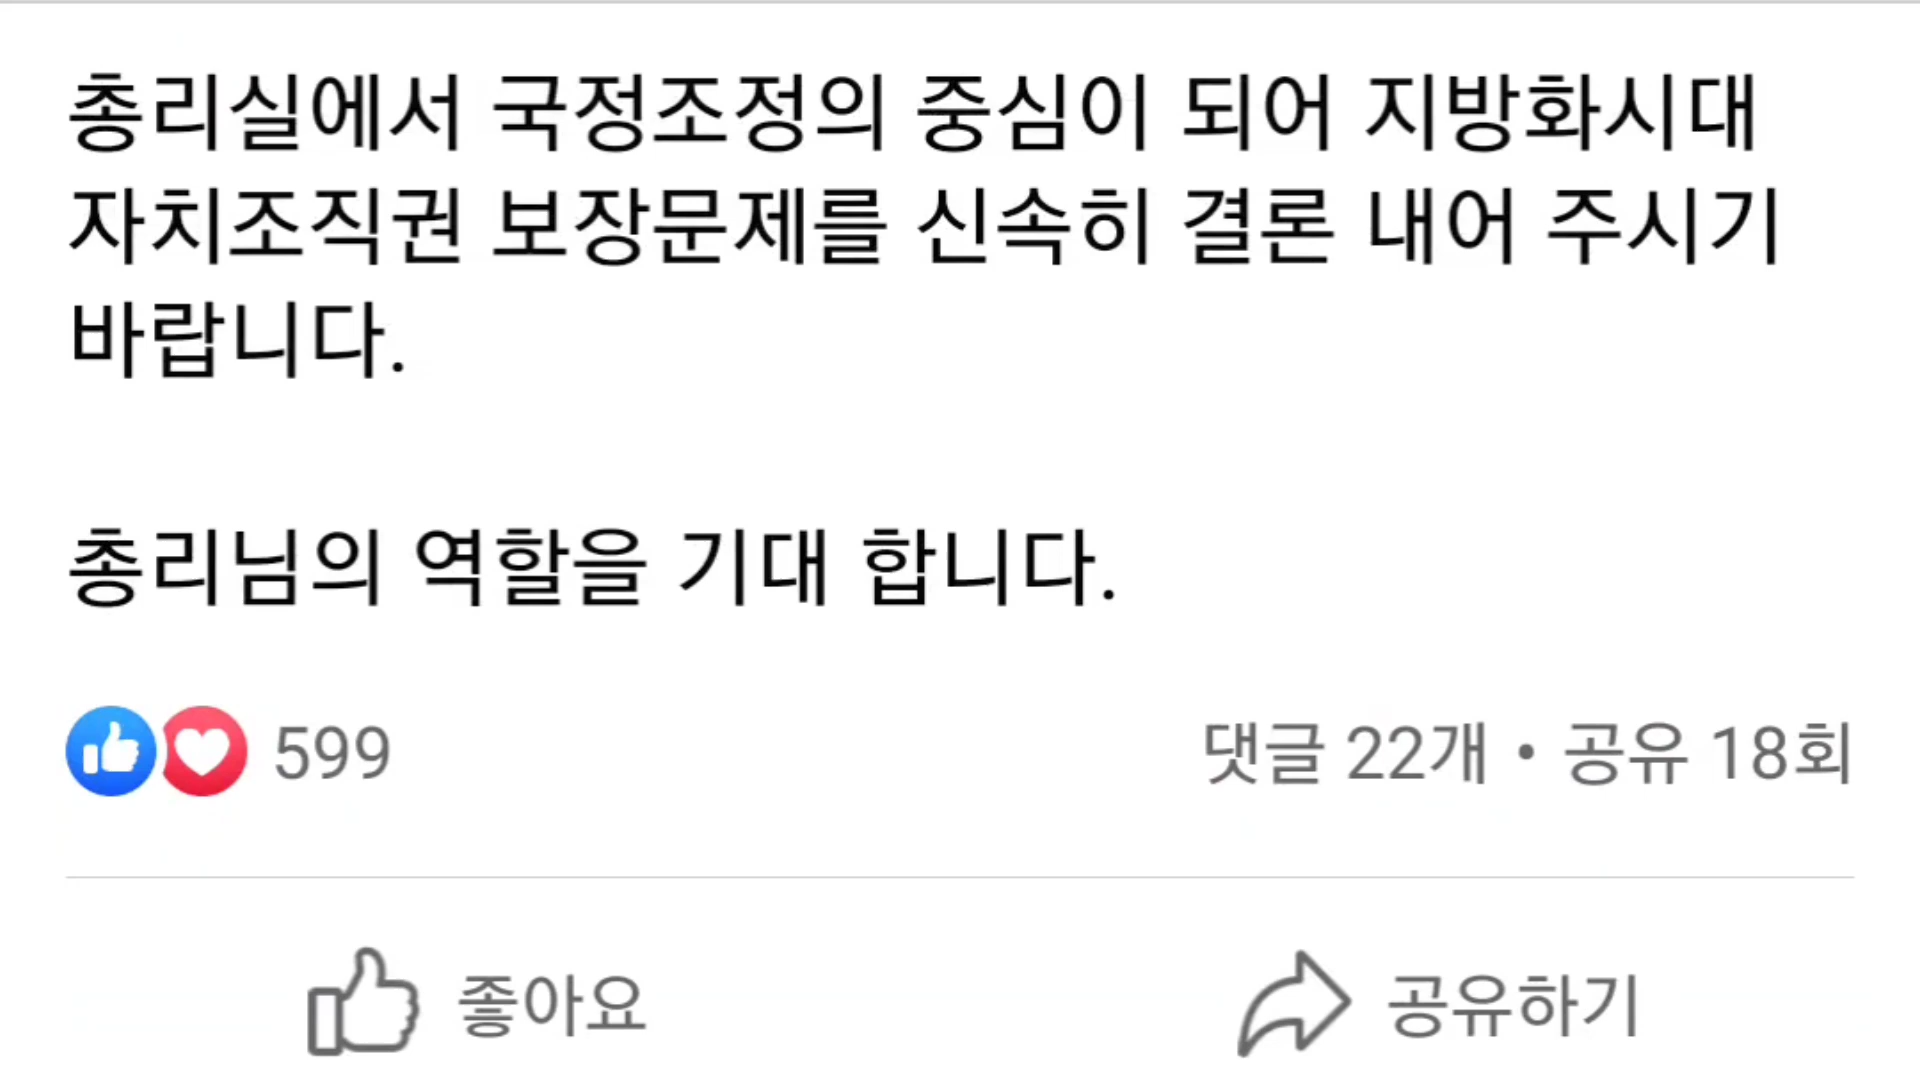 총리실에서 국정조정의 중심이 되어 지방화시대
자치조직권 보장문제를 신속히 결론 내어 주시기
바랍니다.
총리님의 역할을 기대 합니다.
599
댓글 22개 • 공유 18회
좋아요
공유하기